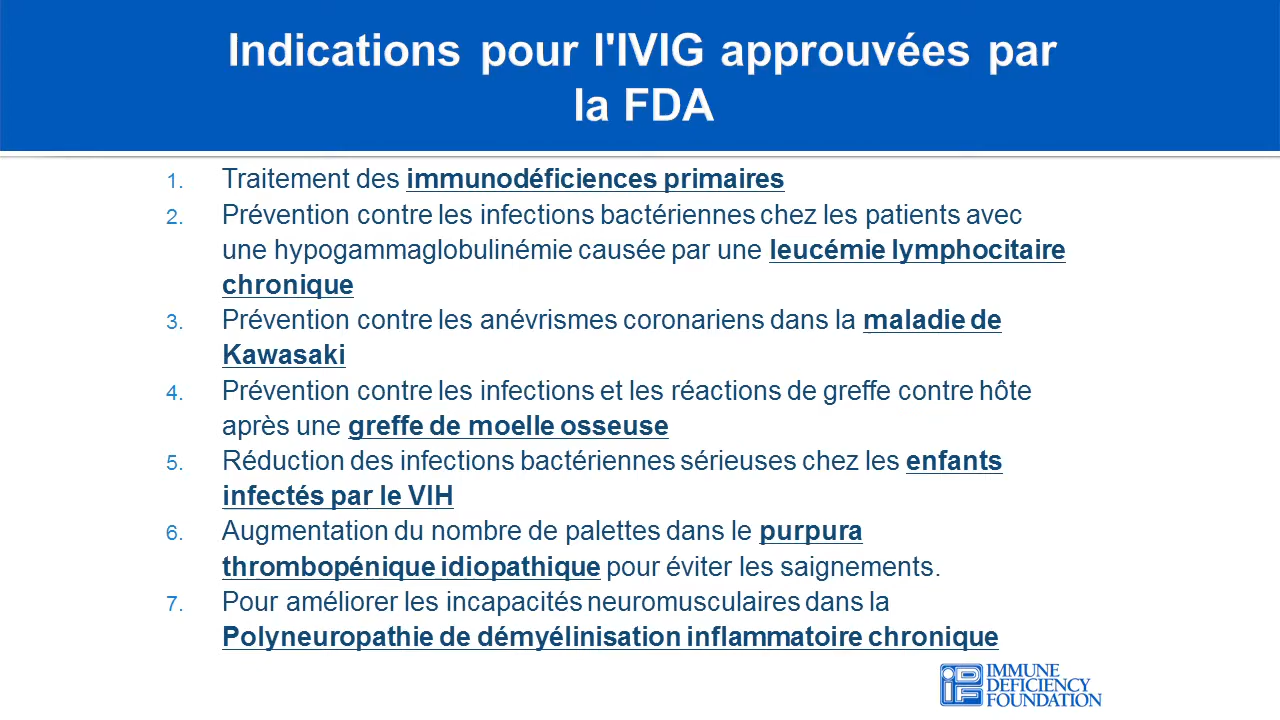 Indications pour l'IVIG approuvées par
la FDA
1. Traitement des immunodéficiences primaires
2. Prévention contre les infections bactériennes chez les patients avec
une hypogammaglobulinémie causée par une leucémie lymphocitaire
chronique
3. Prévention contre les anévrismes coronariens dans la maladie de
Kawasaki
4. Prévention contre les infections et les réactions de greffe contre hôte
après une greffe de moelle osseuse
5. Réduction des infections bactériennes sérieuses chez les enfants
infectés par le VIH
6. Augmentation du nombre de palettes dans le purpura
thrombopénique idiopathique pour éviter les saignements.
7. Pour améliorer les incapacités neuromusculaires dans la
Polyneuropathie de démyélinisation inflammatoire chronique
IDF
IMMUNE
DEFICIENCY
FOUNDATION